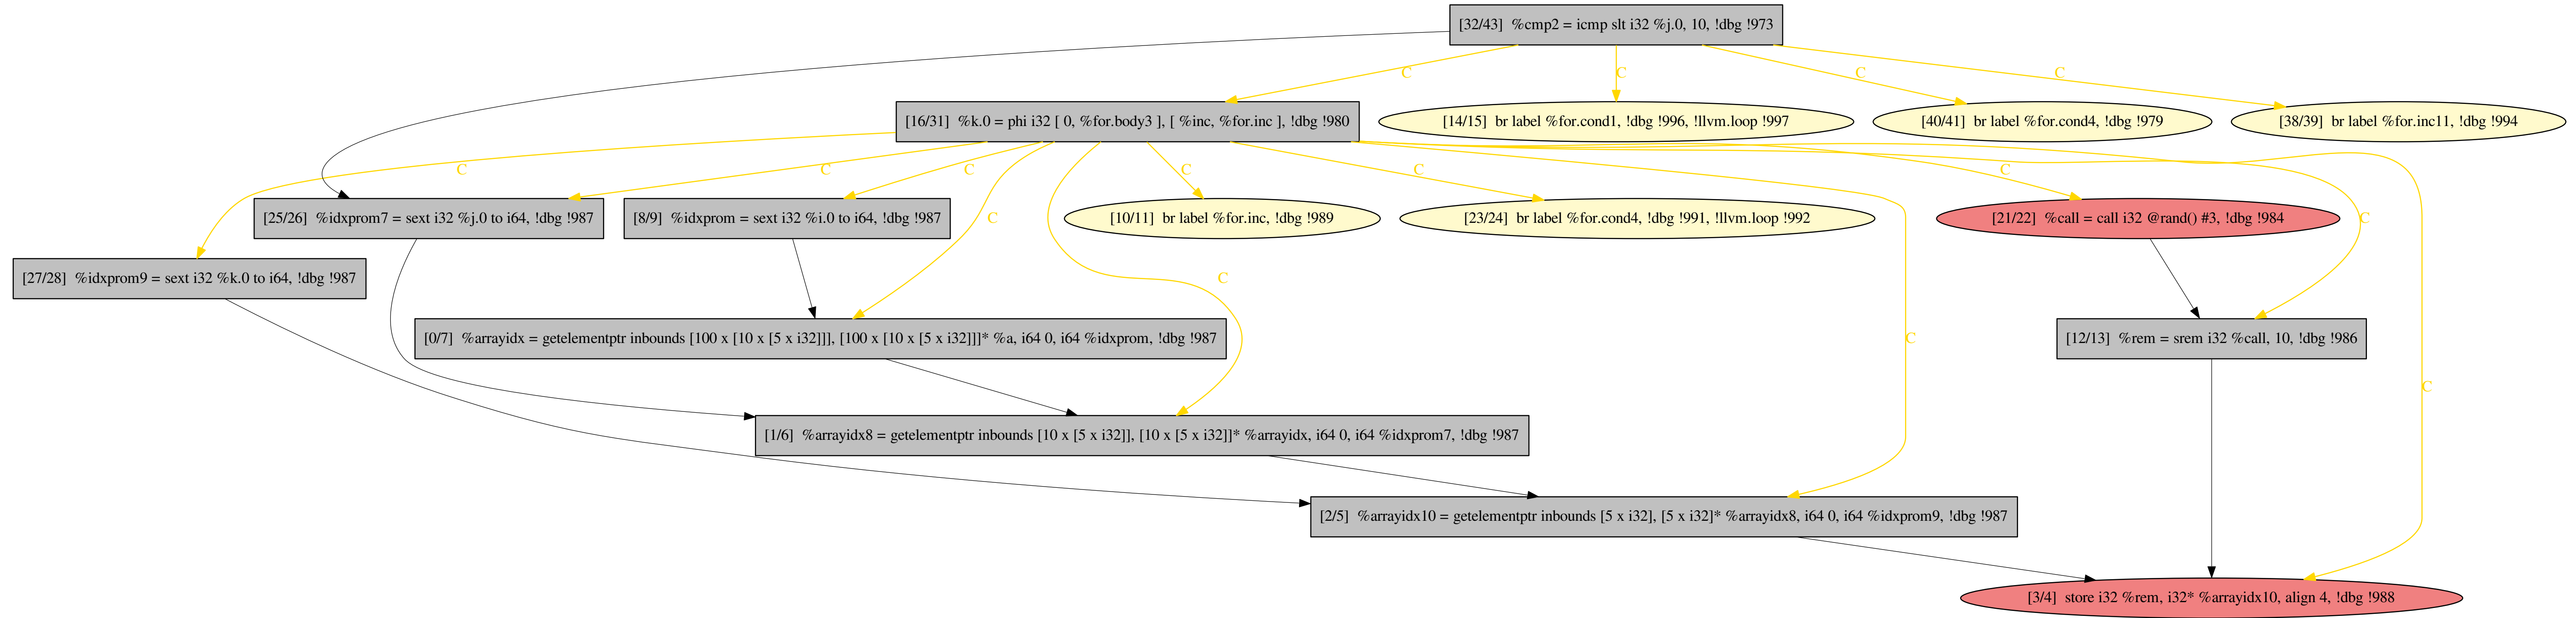 [32/43]  %cmp2 = icmp slt i32 %j.0, 10, !dbg !973
C
C
C
C
[16/31]  %k.0 = phi i32 [ 0, %for.body3 ], [ %inc, %for.inc ], !dbg !980
[14/15]  br label %for.cond1, !dbg !996, !llvm.loop !997
[40/41]  br label %for.cond4, !dbg !979
[38/39]  br label %for.inc11, !dbg !994
C
C
C
C
C
C
[25/26]  %idxprom7 = sext i32 %j.0 to i64, !dbg !987
[8/9]  %idxprom = sext i32 %i.0 to i64, !dbg !987
C
[10/11]  br label %for.inc, !dbg !989
[23/24]  br label %for.cond4, !dbg !991, !llvm.loop !992
[21/22]  %call = call i32 @rand() #3, !dbg !984
C
[27/28]  %idxprom9 = sext i32 %k.0 to i64, !dbg !987
C
[0/7]  %arrayidx = getelementptr inbounds [100 x [10 x [5 x i32]]], [100 x [10 x [5 x i32]]]* %a, i64 0, i64 %idxprom, !dbg !987
C
[12/13]  %rem = srem i32 %call, 10, !dbg !986
C
[1/6]  %arrayidx8 = getelementptr inbounds [10 x [5 x i32]], [10 x [5 x i32]]* %arrayidx, i64 0, i64 %idxprom7, !dbg !987
[2/5]  %arrayidx10 = getelementptr inbounds [5 x i32], [5 x i32]* %arrayidx8, i64 0, i64 %idxprom9, !dbg !987
[3/4]  store i32 %rem, i32* %arrayidx10, align 4, !dbg !988